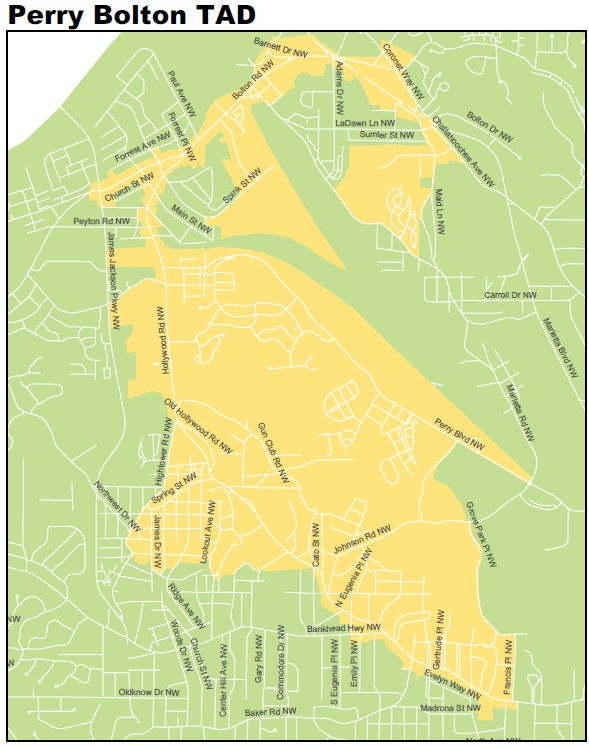 Perry Bolton TAD
Barnett Dr NW
Coronet Way NW
Bolton Rd NW
Adams Dr NW
Paul Ave NW
Forrest Pl NW
LaDawn Ln NW
Sumler St NW
Bolton Dr NW
Chattahoochee Ave NW
Forrest Ave NW
Church St NW
Spink St NW
Main St NW
Maid Ln NW
Peyton Rd NW
James Jackson Pkwy NW
Carroll Dr NW
Marietta Blvd NW
Hollywood Rd NW
Marietta Rd NW
Old Hollywood Rd NW
Gun Club Rd NW
Perry Blvd NW
Hightower Rd NW
Spring St NW
Northwest Dr NW
James Dr NW
Lookout Ave NW
Cato St NW
Johnson Rd NW
Grove Park Pl NW
N Eugenia Pl NW
Ridge Ave NW
NW
Woods Dr NW
Church St NW
Center Hill Ave NW
Gary Rd NW
Commodore Dr NW
Bankhead Hwy NW
S Eugenia Pl NW
Emily Pl NW
Gertrude Pl NW
Francis Pl NW
Evelyn Way NW
Oldknow Dr NW
Baker Rd NW
Madrona St NW